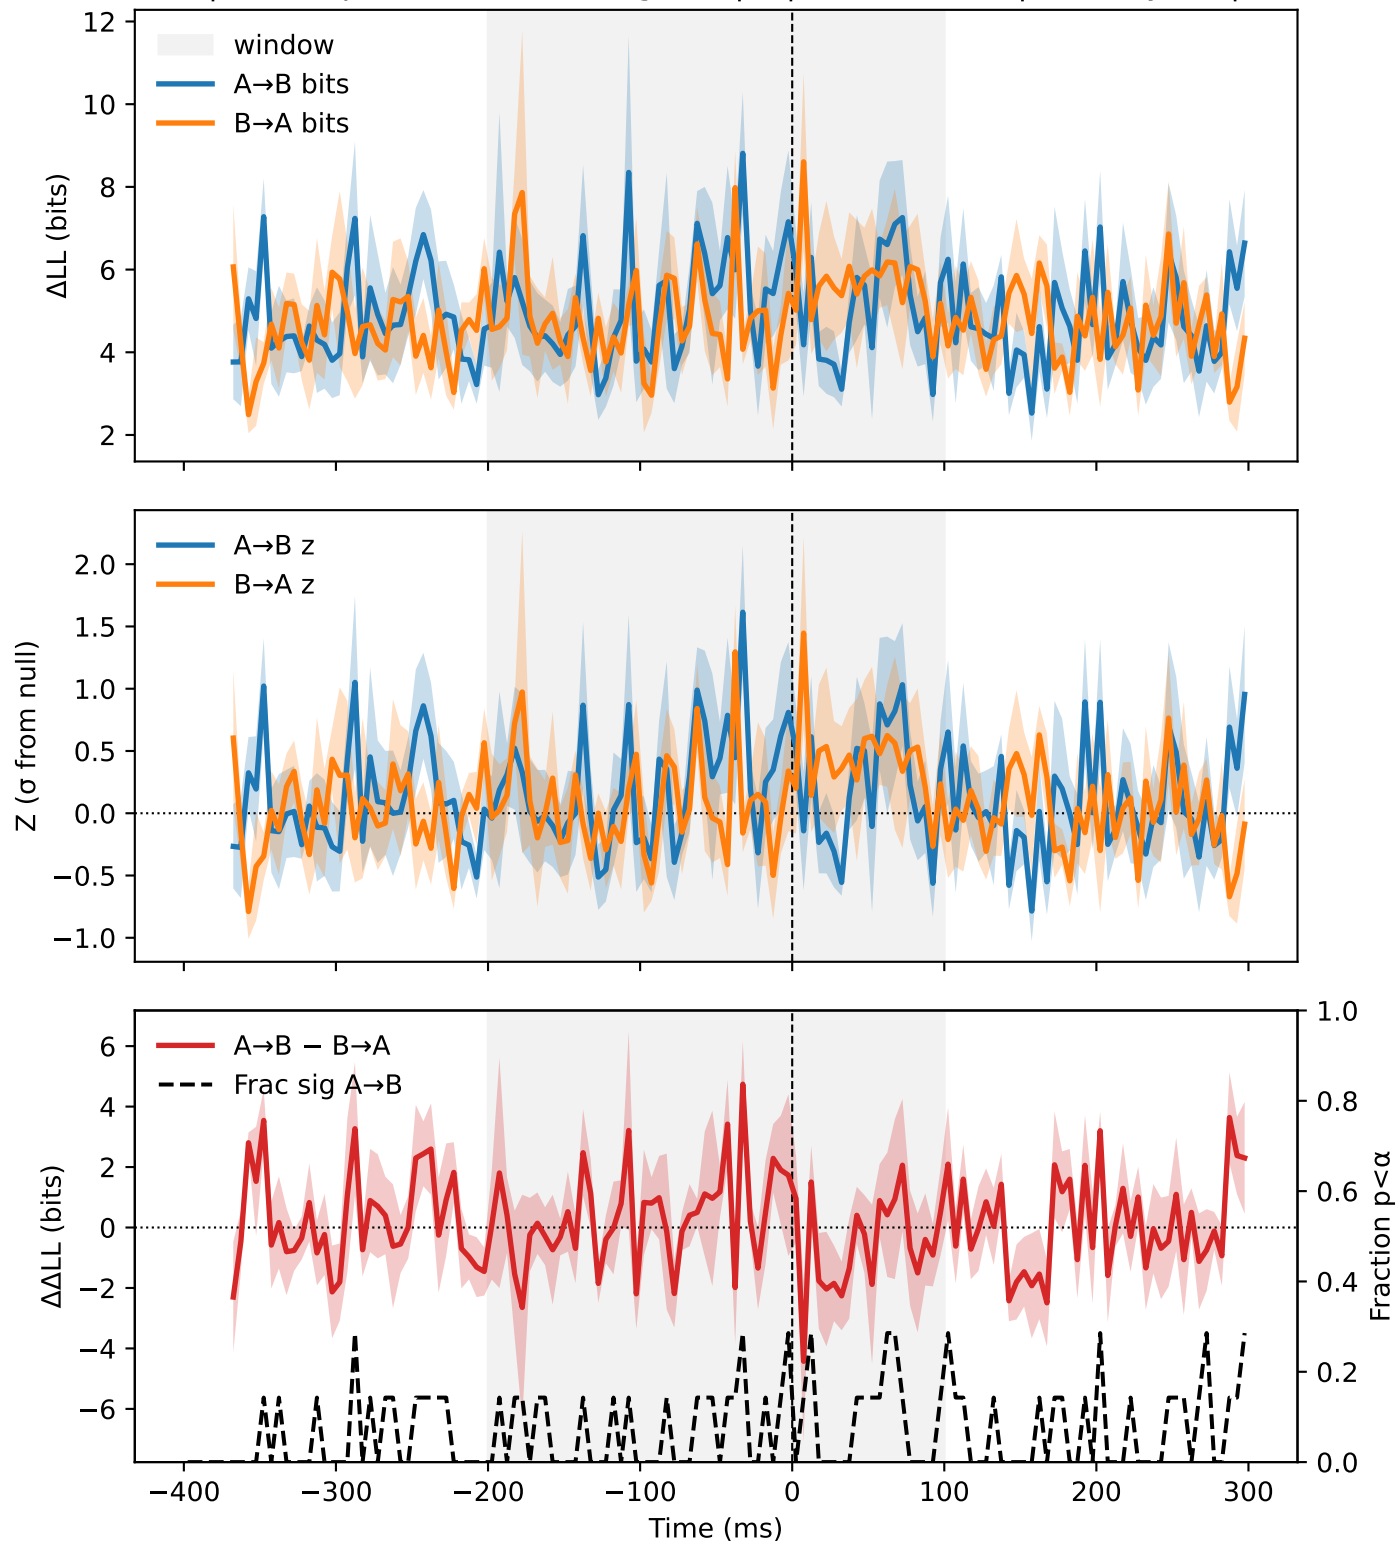 12
10
8
6
4
2
ΔLL (bits)
window
A→B bits
B→A bits
2.0
1.5
1.0
0.5
0.0
−0.5
−1.0
Z (σ from null)
A→B z
B→A z
6
4
2
0
−2
−4
−6
ΔΔLL (bits)
A→B − B→A
Frac sig A→B
1.0
0.8
0.6
0.4
0.2
0.0
Fraction p<α
−400 −300 −200 −100 0 100 200 300
Time (ms)